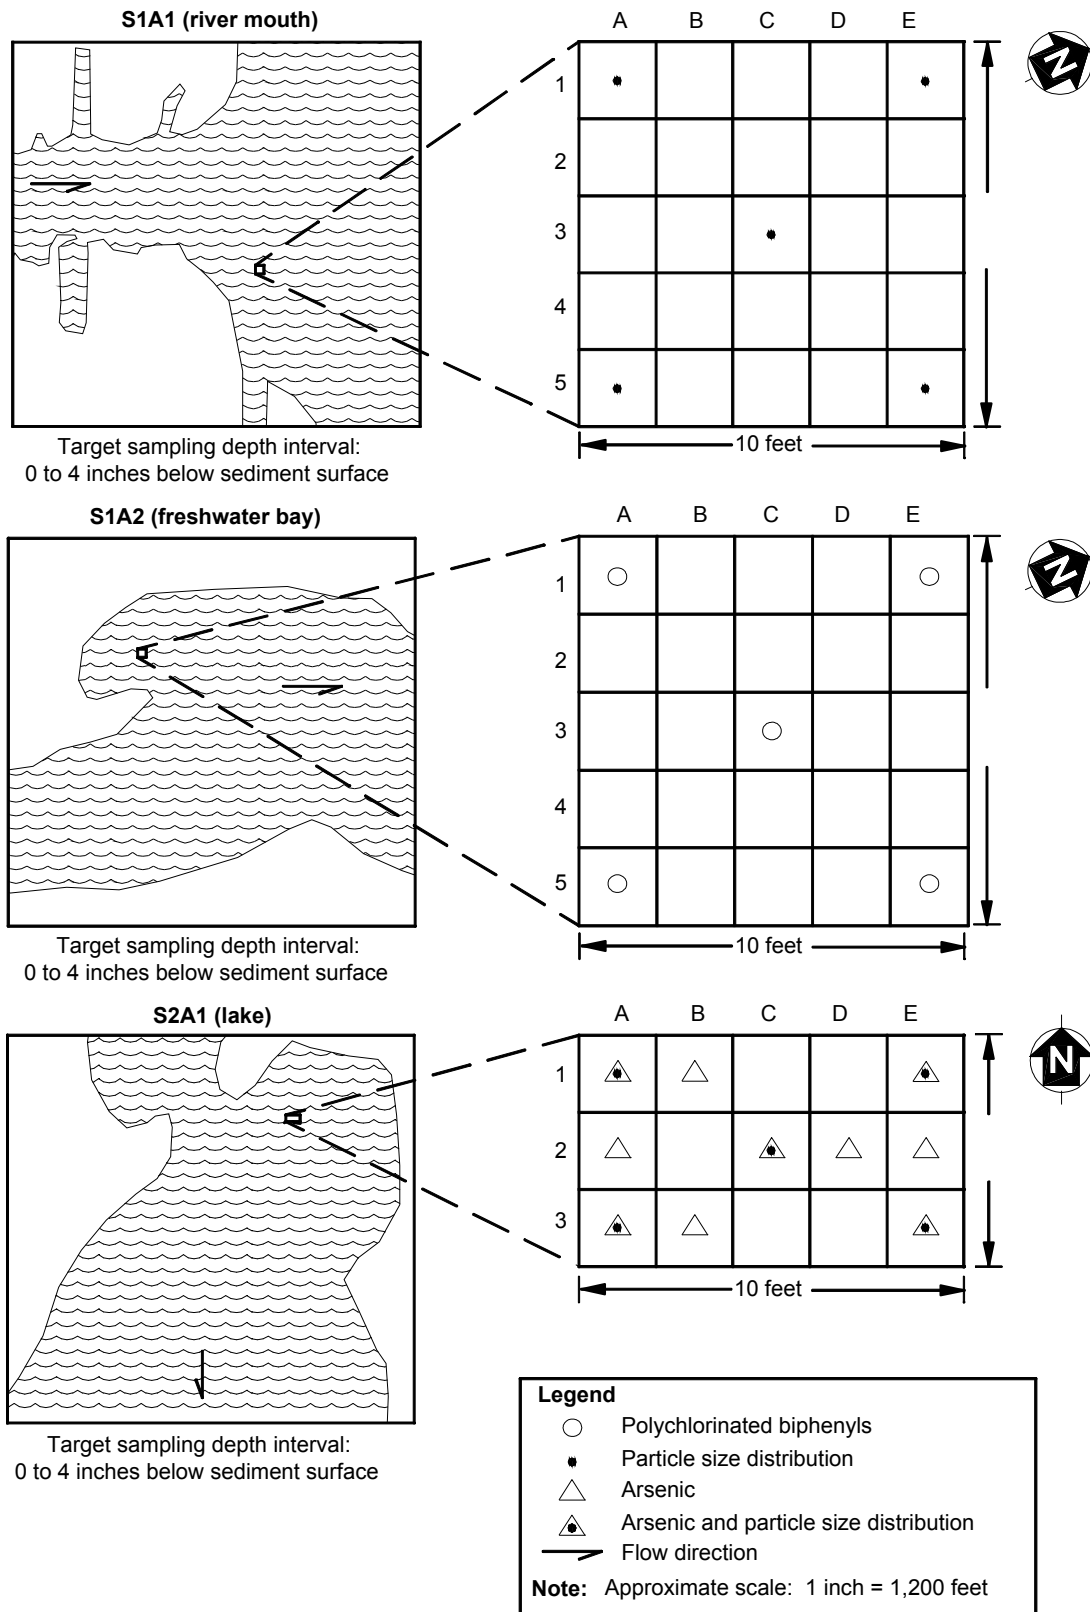 S1A1 (river mouth)
A B C D E
1
2
3
4
5
N
10 feet
Target sampling depth interval:
0 to 4 inches below sediment surface
S1A2 (freshwater bay)
A B C D E
1
2
3
4
5
N
10 feet
Target sampling depth interval:
0 to 4 inches below sediment surface
S2A1 (lake)
A B C D E
1
2
3
N
10 feet
Target sampling depth interval:
0 to 4 inches below sediment surface
Legend
Polychlorinated biphenyls
Particle size distribution
Arsenic
Arsenic and particle size distribution
Flow direction
Note: Approximate scale: 1 inch = 1,200 feet